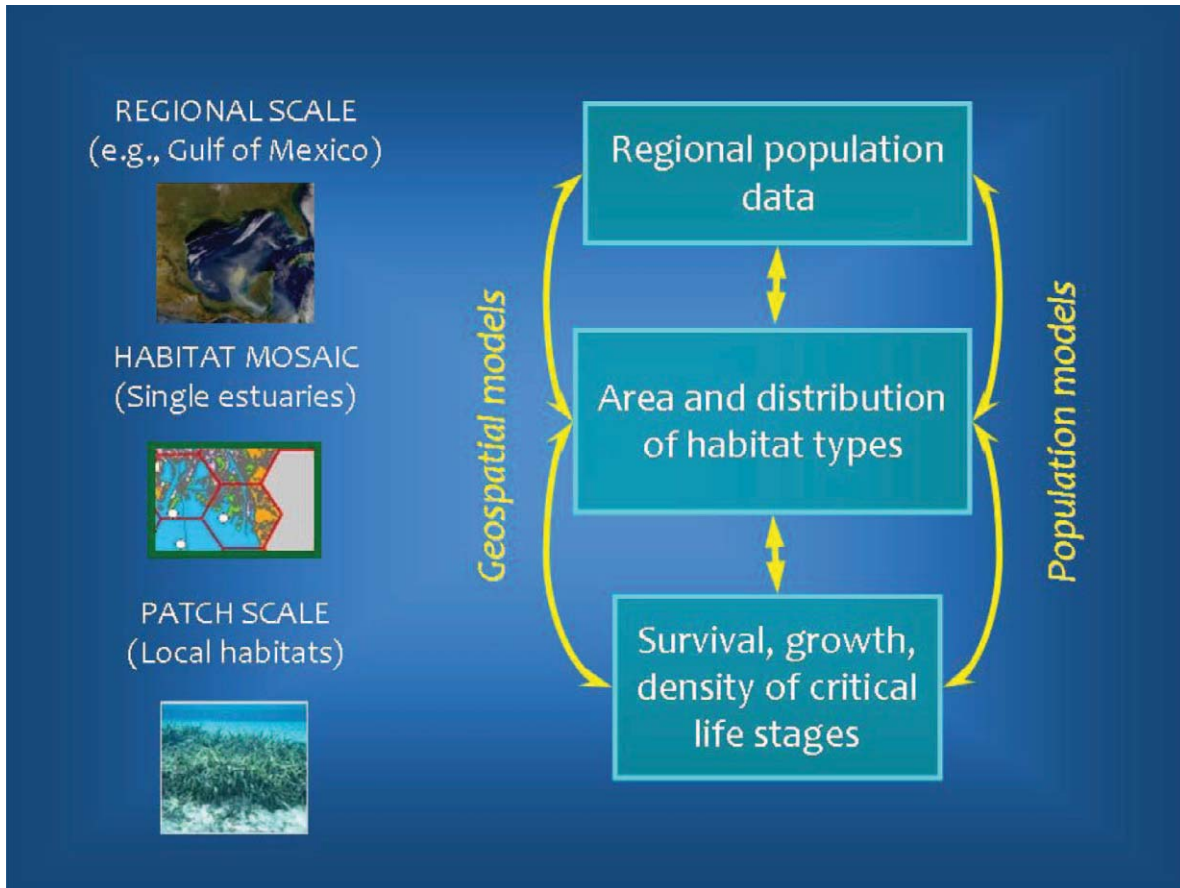 REGIONAL SCALE
(e.g., Gulf of Mexico)
HABITAT MOSAIC
(Single estuaries)
PATCH SCALE
(Local habitats)
Geospatial models
Regional population
data
Area and distribution
of habitat types
Survival, growth,
density of critical
life stages
Population models